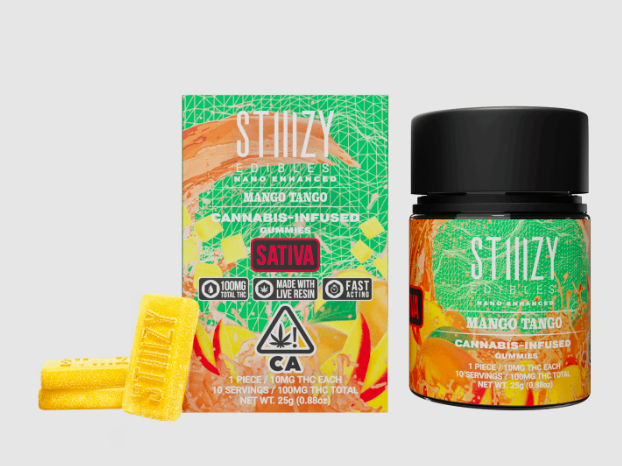 STIIIZY
EDIBLES
NANO ENHANCED
MANGO TANGO
CANNABIS-INFUSED
GUMMIES
SATIVA
100MG
TOTAL THC
MADE WITH
LIVE RESIN
FAST
ACTING
CA
1 PIECE / 10MG THC EACH
10 SERVINGS / 100MG THC TOTAL
NET WT. 25g (0.88oz)
STIIIZY
STIIIZY
EDIBLES
NANO ENHANCED
MANGO TANGO
CANNABIS-INFUSED
GUMMIES
1 PIECE / 10MG THC EACH
10 SERVINGS / 100MG THC TOTAL
NET WT. 25g (0.88oz)